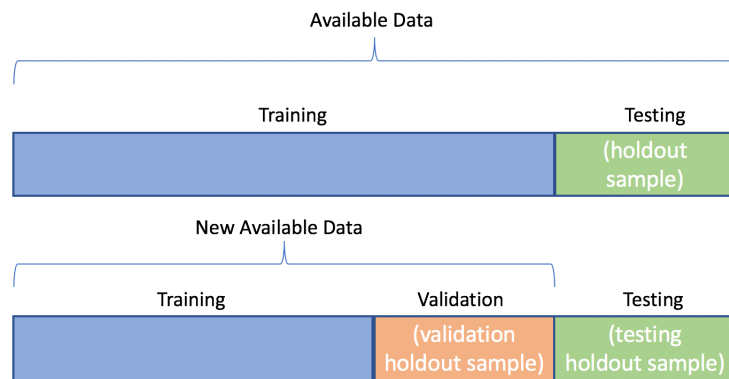 Available Data
Training
Testing
(holdout
sample)
New Available Data
Training
Validation
Testing
(validation
holdout sample)
(testing
holdout sample)